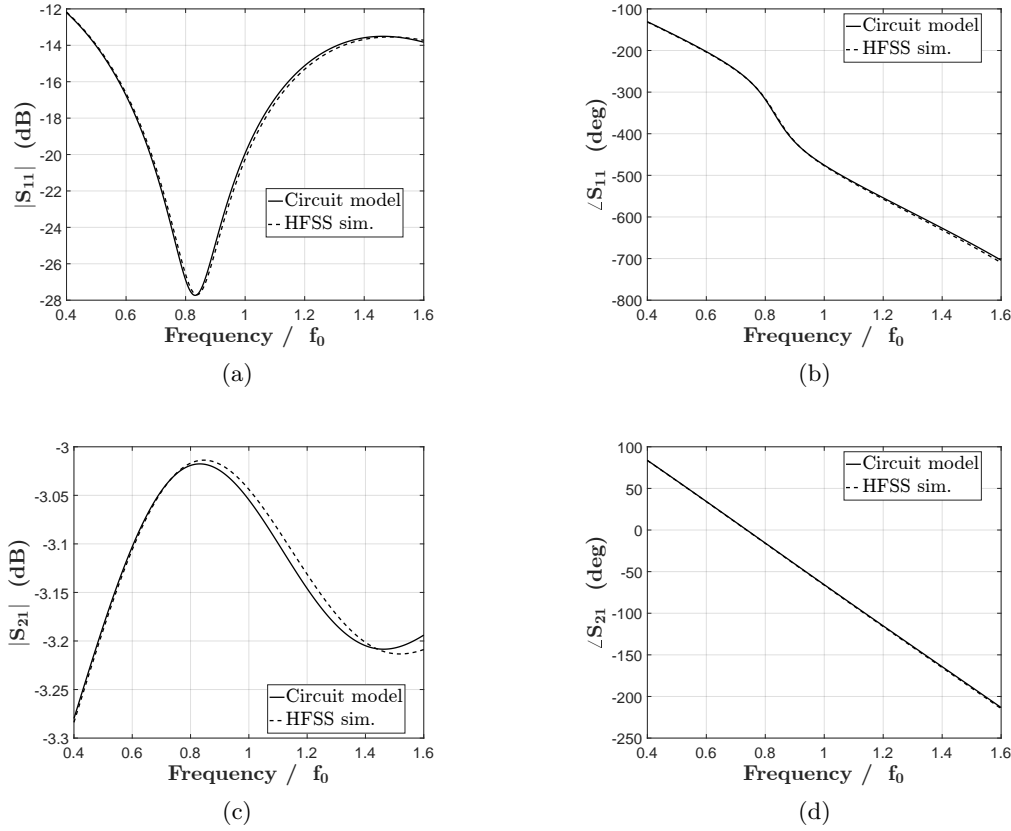 -12
-14
-16
-18
-20
-22
-24
-26
-28
|S11| (dB)
Circuit model
HFSS sim.
0.4 0.6 0.8 1 1.2 1.4 1.6
Frequency / f0
(a)
-100
-200
-300
-400
-500
-600
-700
-800
∠S11 (deg)
Circuit model
HFSS sim.
0.4 0.6 0.8 1 1.2 1.4 1.6
Frequency / f0
(b)
-3
-3.05
-3.1
-3.15
-3.2
-3.25
-3.3
|S21| (dB)
Circuit model
HFSS sim.
0.4 0.6 0.8 1 1.2 1.4 1.6
Frequency / f0
(c)
100
50
0
-50
-100
-150
-200
-250
∠S21 (deg)
Circuit model
HFSS sim.
0.4 0.6 0.8 1 1.2 1.4 1.6
Frequency / f0
(d)